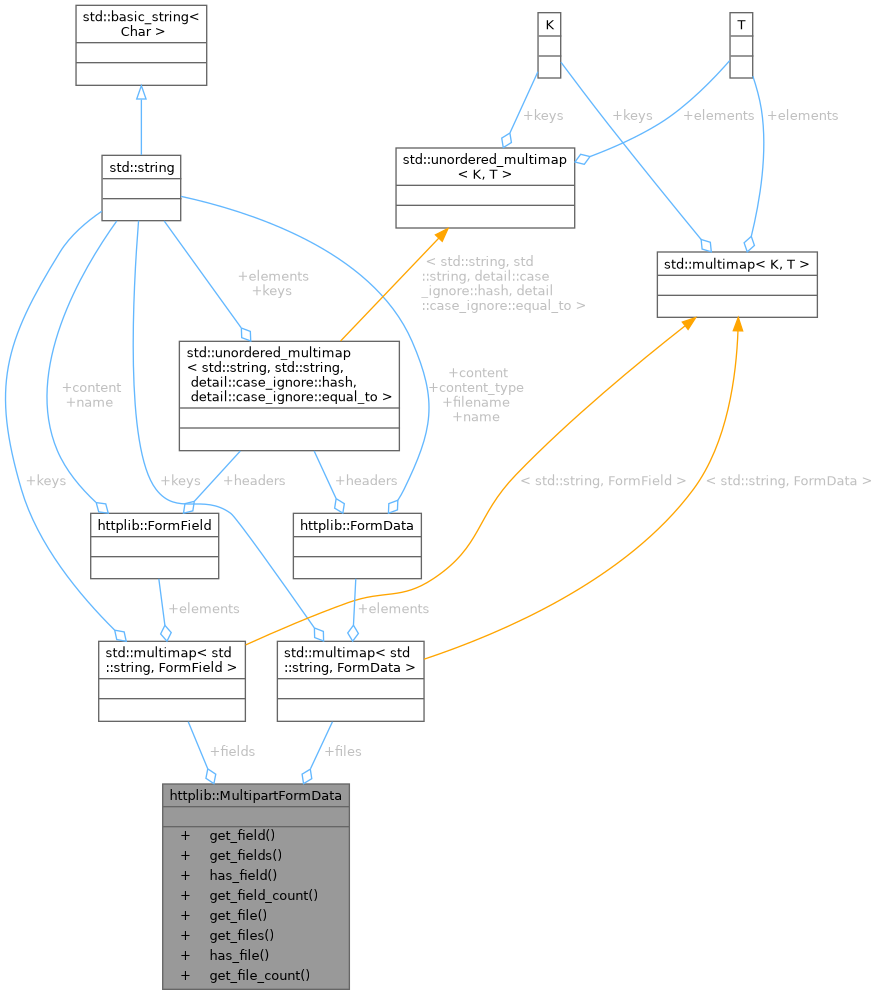 std::basic_string<
Char >
K
T
+keys
+keys
+elements
+elements
std::string
std::unordered_multimap
< K, T >
std::multimap< K, T >
+elements
+keys
< std::string, std
::string, detail::case
_ignore::hash, detail
::case_ignore::equal_to >
std::unordered_multimap
< std::string, std::string,
detail::case_ignore::hash,
detail::case_ignore::equal_to >
+content
+name
+content
+content_type
+filename
+name
+keys
+keys
+headers
+headers
< std::string, FormField >
< std::string, FormData >
httplib::FormField
httplib::FormData
+elements
+elements
std::multimap< std
::string, FormField >
std::multimap< std
::string, FormData >
+fields
+files
httplib::MultipartFormData
+ get_field()
+ get_fields()
+ has_field()
+ get_field_count()
+ get_file()
+ get_files()
+ has_file()
+ get_file_count()